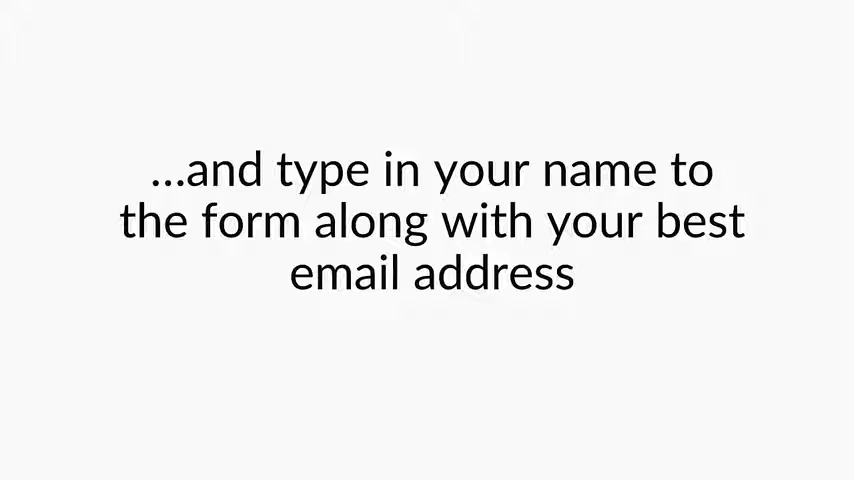 ...and type in your name to
the form along with your best
email address